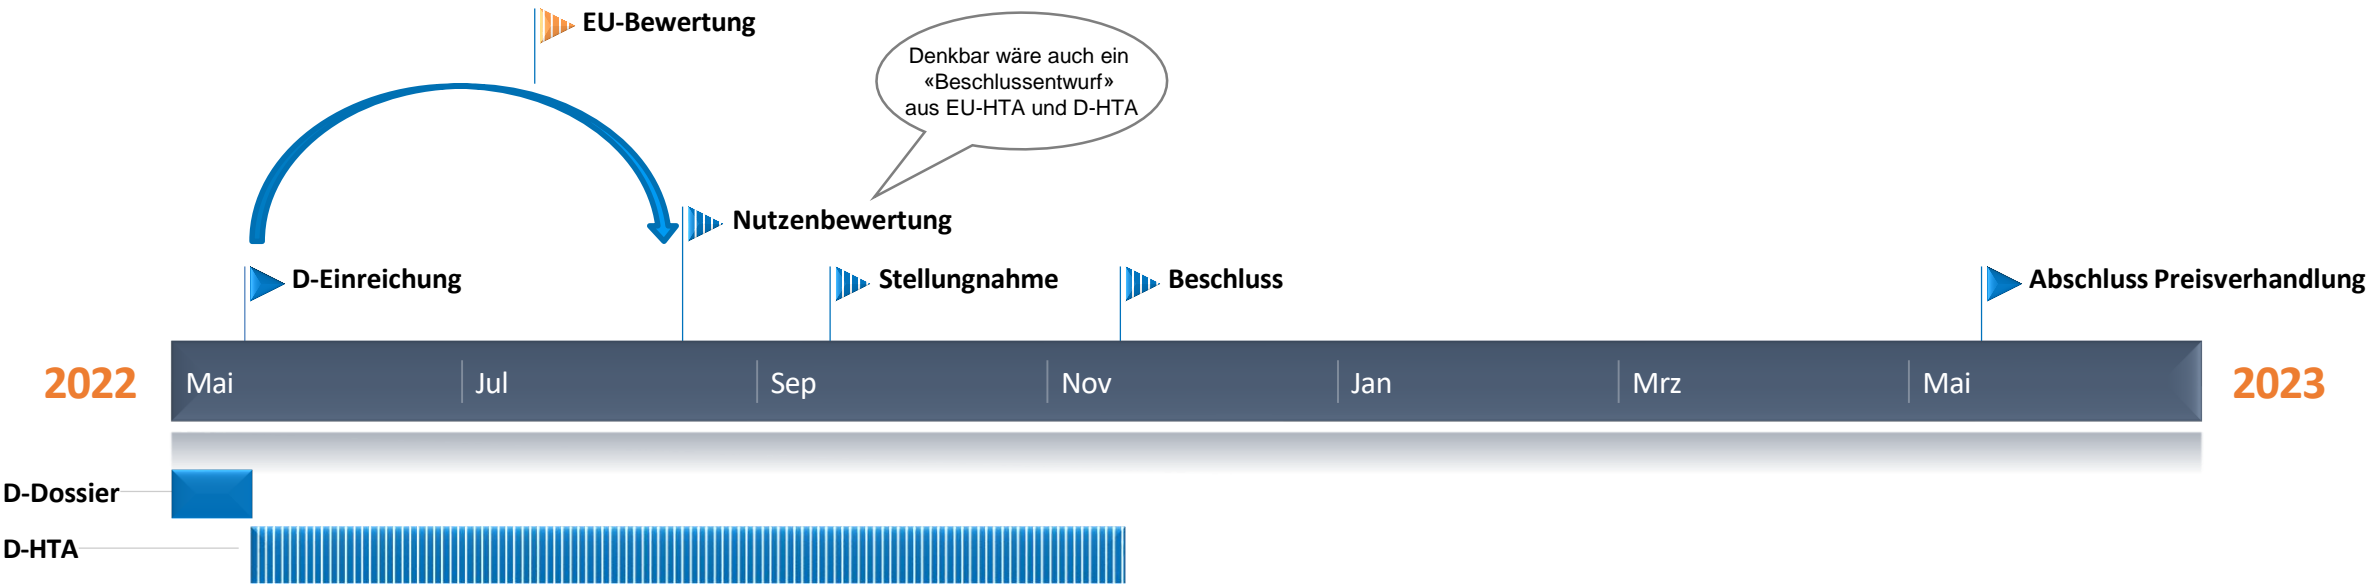 EU-Bewertung
Denkbar wäre auch ein
«Beschlussentwurf»
aus EU-HTA und D-HTA
Nutzenbewertung
D-Einreichung
Stellungnahme
Beschluss
Abschluss Preisverhandlung
2022
Mai
Jul
Sep
Nov
Jan
Mrz
Mai
2023
D-Dossier
D-HTA